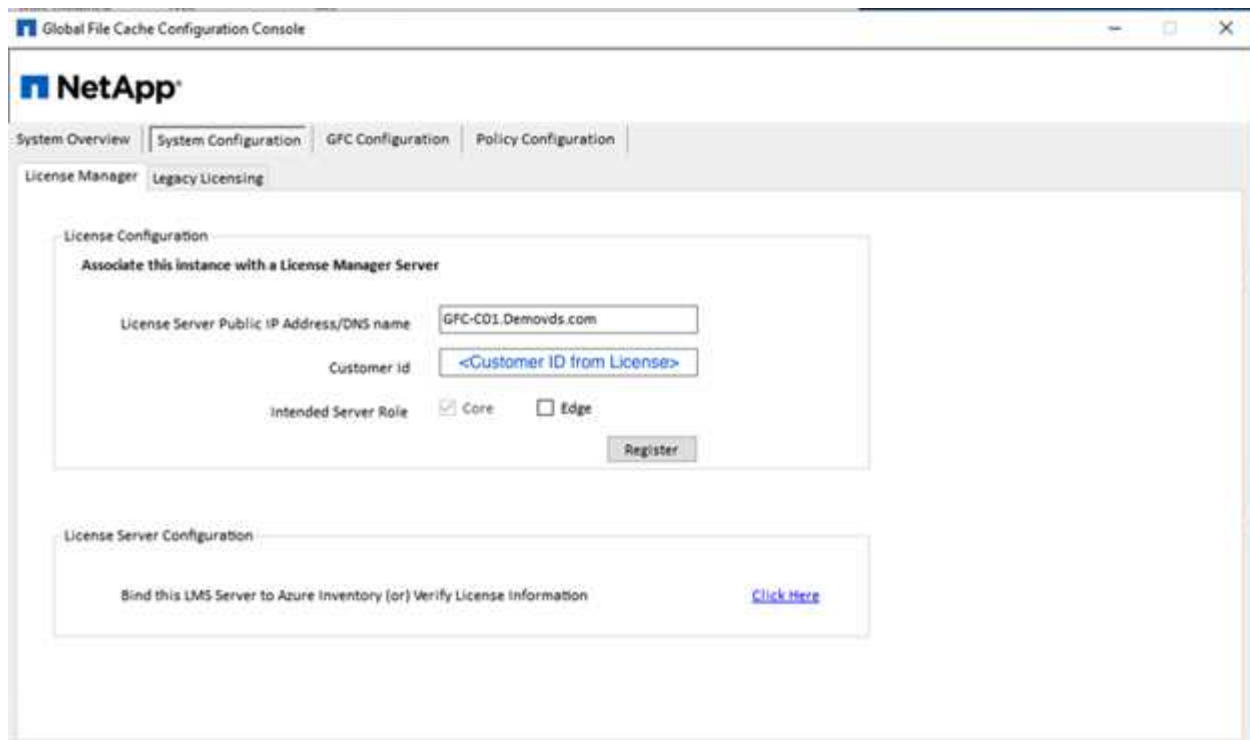 Global File Cache Configuration Console
NetApp
System Overview System Configuration GFC Configuration Policy Configuration
License Manager Legacy Licensing
License Configuration
Associate this instance with a License Manager Server
License Server Public IP Address/DNS name GFC-C01.Demovds.com
Customer Id <Customer ID from License>
Intended Server Role Core Edge
Register
License Server Configuration
Bind this LMS Server to Azure Inventory (or) Verify License Information Click Here